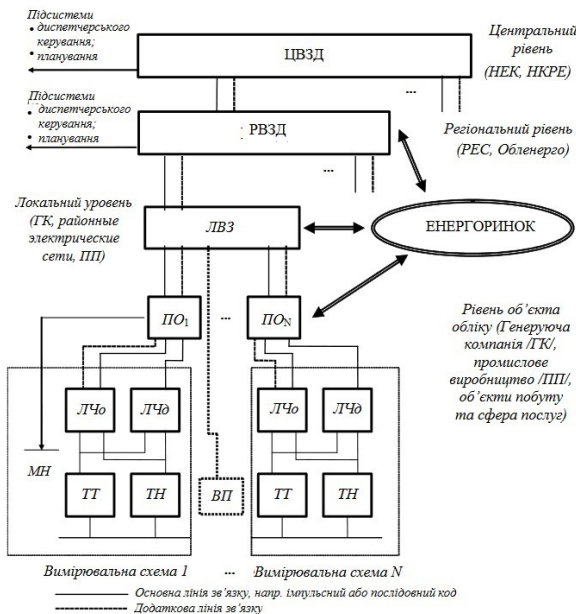 Підсистеми
• диспетчерського
керування;
• планування
ЦВЗД
Центральний
рівень
(НЕК, НКРЕ)
...
Підсистеми
• диспетчерського
керування;
• планування
РВЗД
Регіональний рівень
(РЕС, Обленерго)
...
Локальний уровень
(ГК, районные
электрические
сети, ПП)
ЛВЗ
ЕНЕРГОРИНОК
ПО1
...
ПОN
Рівень об’єкта
обліку (Генеруюча
компанія /ГК/,
промислове
виробництво /ПП/,
об’єкти побуту
та сфера послуг)
ЛЧо
ЛЧд
ЛЧо
ЛЧд
МН
ТТ
ТН
ВП
ТТ
ТН
Вимірювальна схема 1
...
Вимірювальна схема N
Основна лінія зв’язку, напр. імпульсний або послідовний код
Додаткова лінія зв’язку